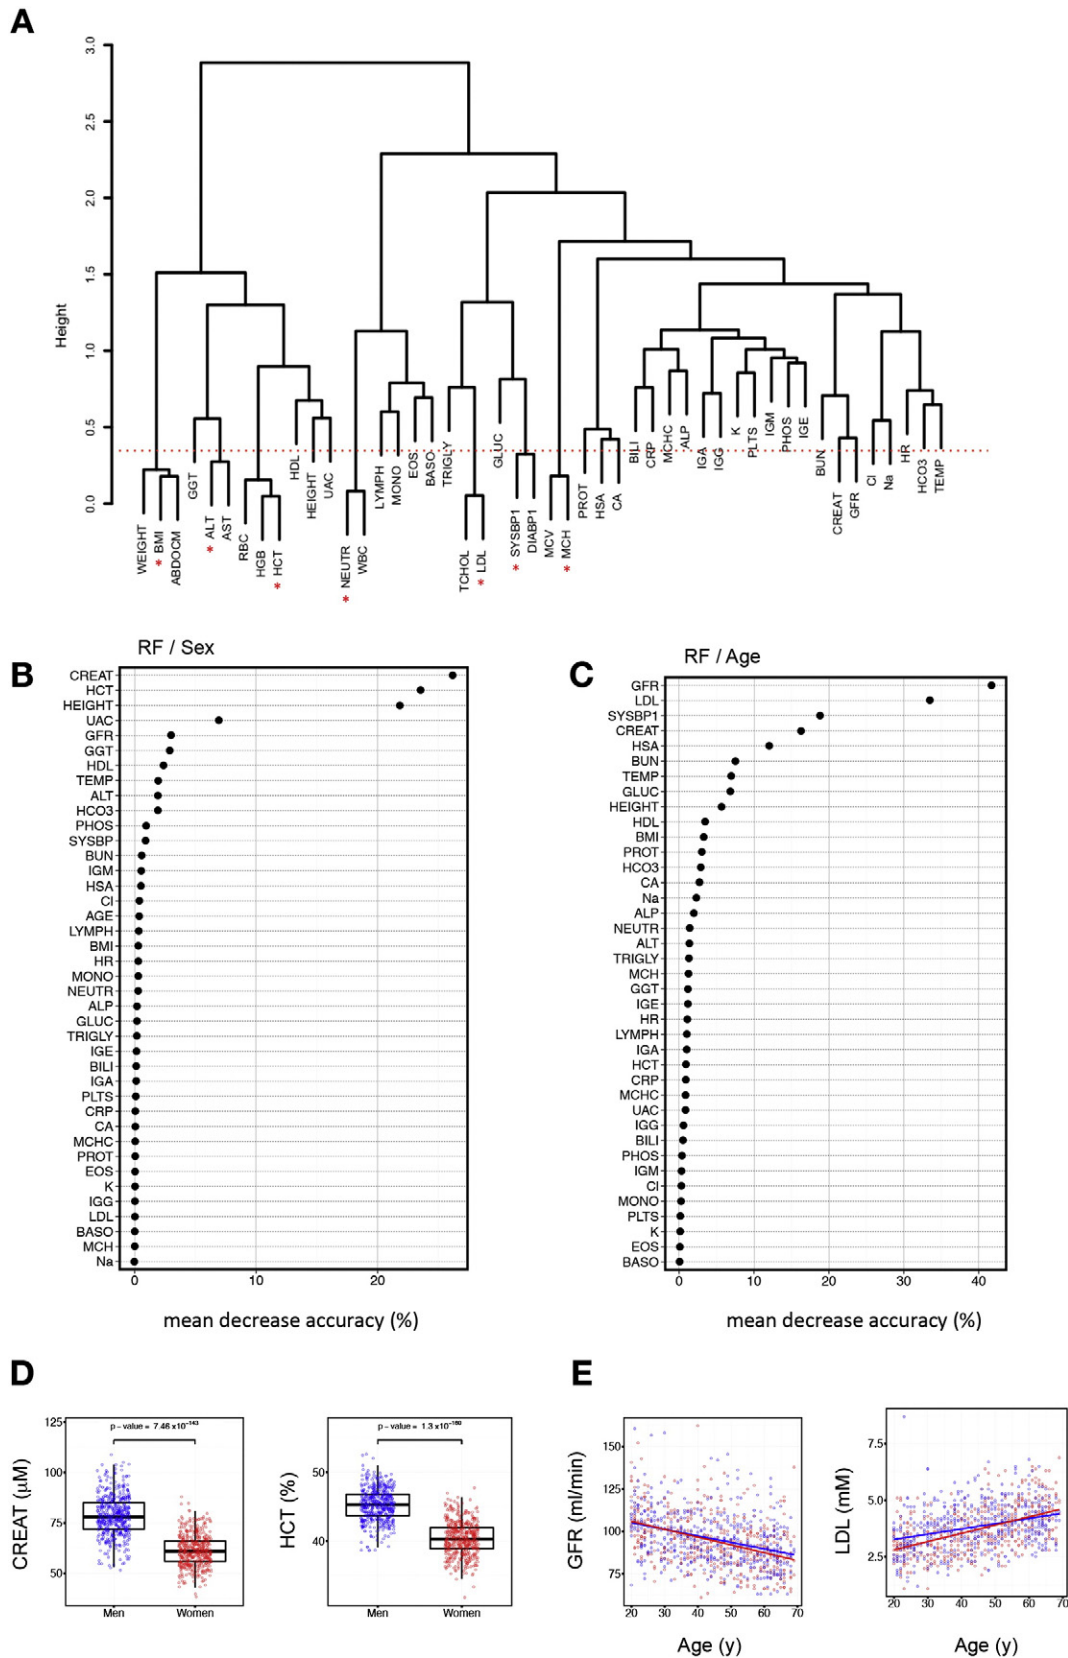 A
Height
3.0
2.5
2.0
1.5
1.0
0.5
0.0
WEIGHT
BMI
*
ABDOCM
GGT
ALT
*
AST
RBC
HGB
HCT
*
HDL
HEIGHT
UAC
NEUTR
*
WBC
LYMPH
MONO
EOS
BASO
TRIGLY
TCHOL
LDL
*
GLUC
SYSBP1
*
DIABP1
MCV
MCH
*
PROT
HSA
CA
BILI
CRP
MCHC
ALP
IGA
IGG
K
PLTS
IGM
PHOS
IGE
BUN
CREAT
GFR
Cl
Na
HR
HCO3
TEMP
B
RF / Sex
CREAT
HCT
HEIGHT
UAC
GFR
GGT
HDL
TEMP
ALT
HCO3
PHOS
SYSBP
BUN
IGM
HSA
Cl
AGE
LYMPH
BMI
HR
MONO
NEUTR
ALP
GLUC
TRIGLY
IGE
BILI
IGA
PLTS
CRP
CA
MCHC
PROT
EOS
K
IGG
LDL
BASO
MCH
Na
0 10 20
mean decrease accuracy (%)
C
RF / Age
GFR
LDL
SYSBP1
CREAT
HSA
BUN
TEMP
GLUC
HEIGHT
HDL
BMI
PROT
HCO3
CA
Na
ALP
NEUTR
ALT
TRIGLY
MCH
GGT
IGE
HR
LYMPH
IGA
HCT
CRP
MCHC
UAC
IGG
BILI
PHOS
IGM
Cl
MONO
PLTS
K
EOS
BASO
0 10 20 30 40
mean decrease accuracy (%)
D
CREAT (μM)
125
100
75
50
p − value = 7.46 x10⁻¹⁴³
Men Women
HCT (%)
50
40
p − value = 1.3 x10⁻¹⁶⁰
Men Women
E
GFR (ml/min)
150
125
100
75
20 30 40 50 60 70
Age (y)
LDL (mM)
7.5
5.0
2.5
20 30 40 50 60 70
Age (y)